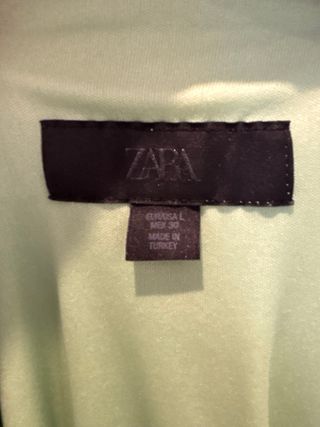 ZARA
EUR/USA L
MEX 30
MADE IN
TURKEY